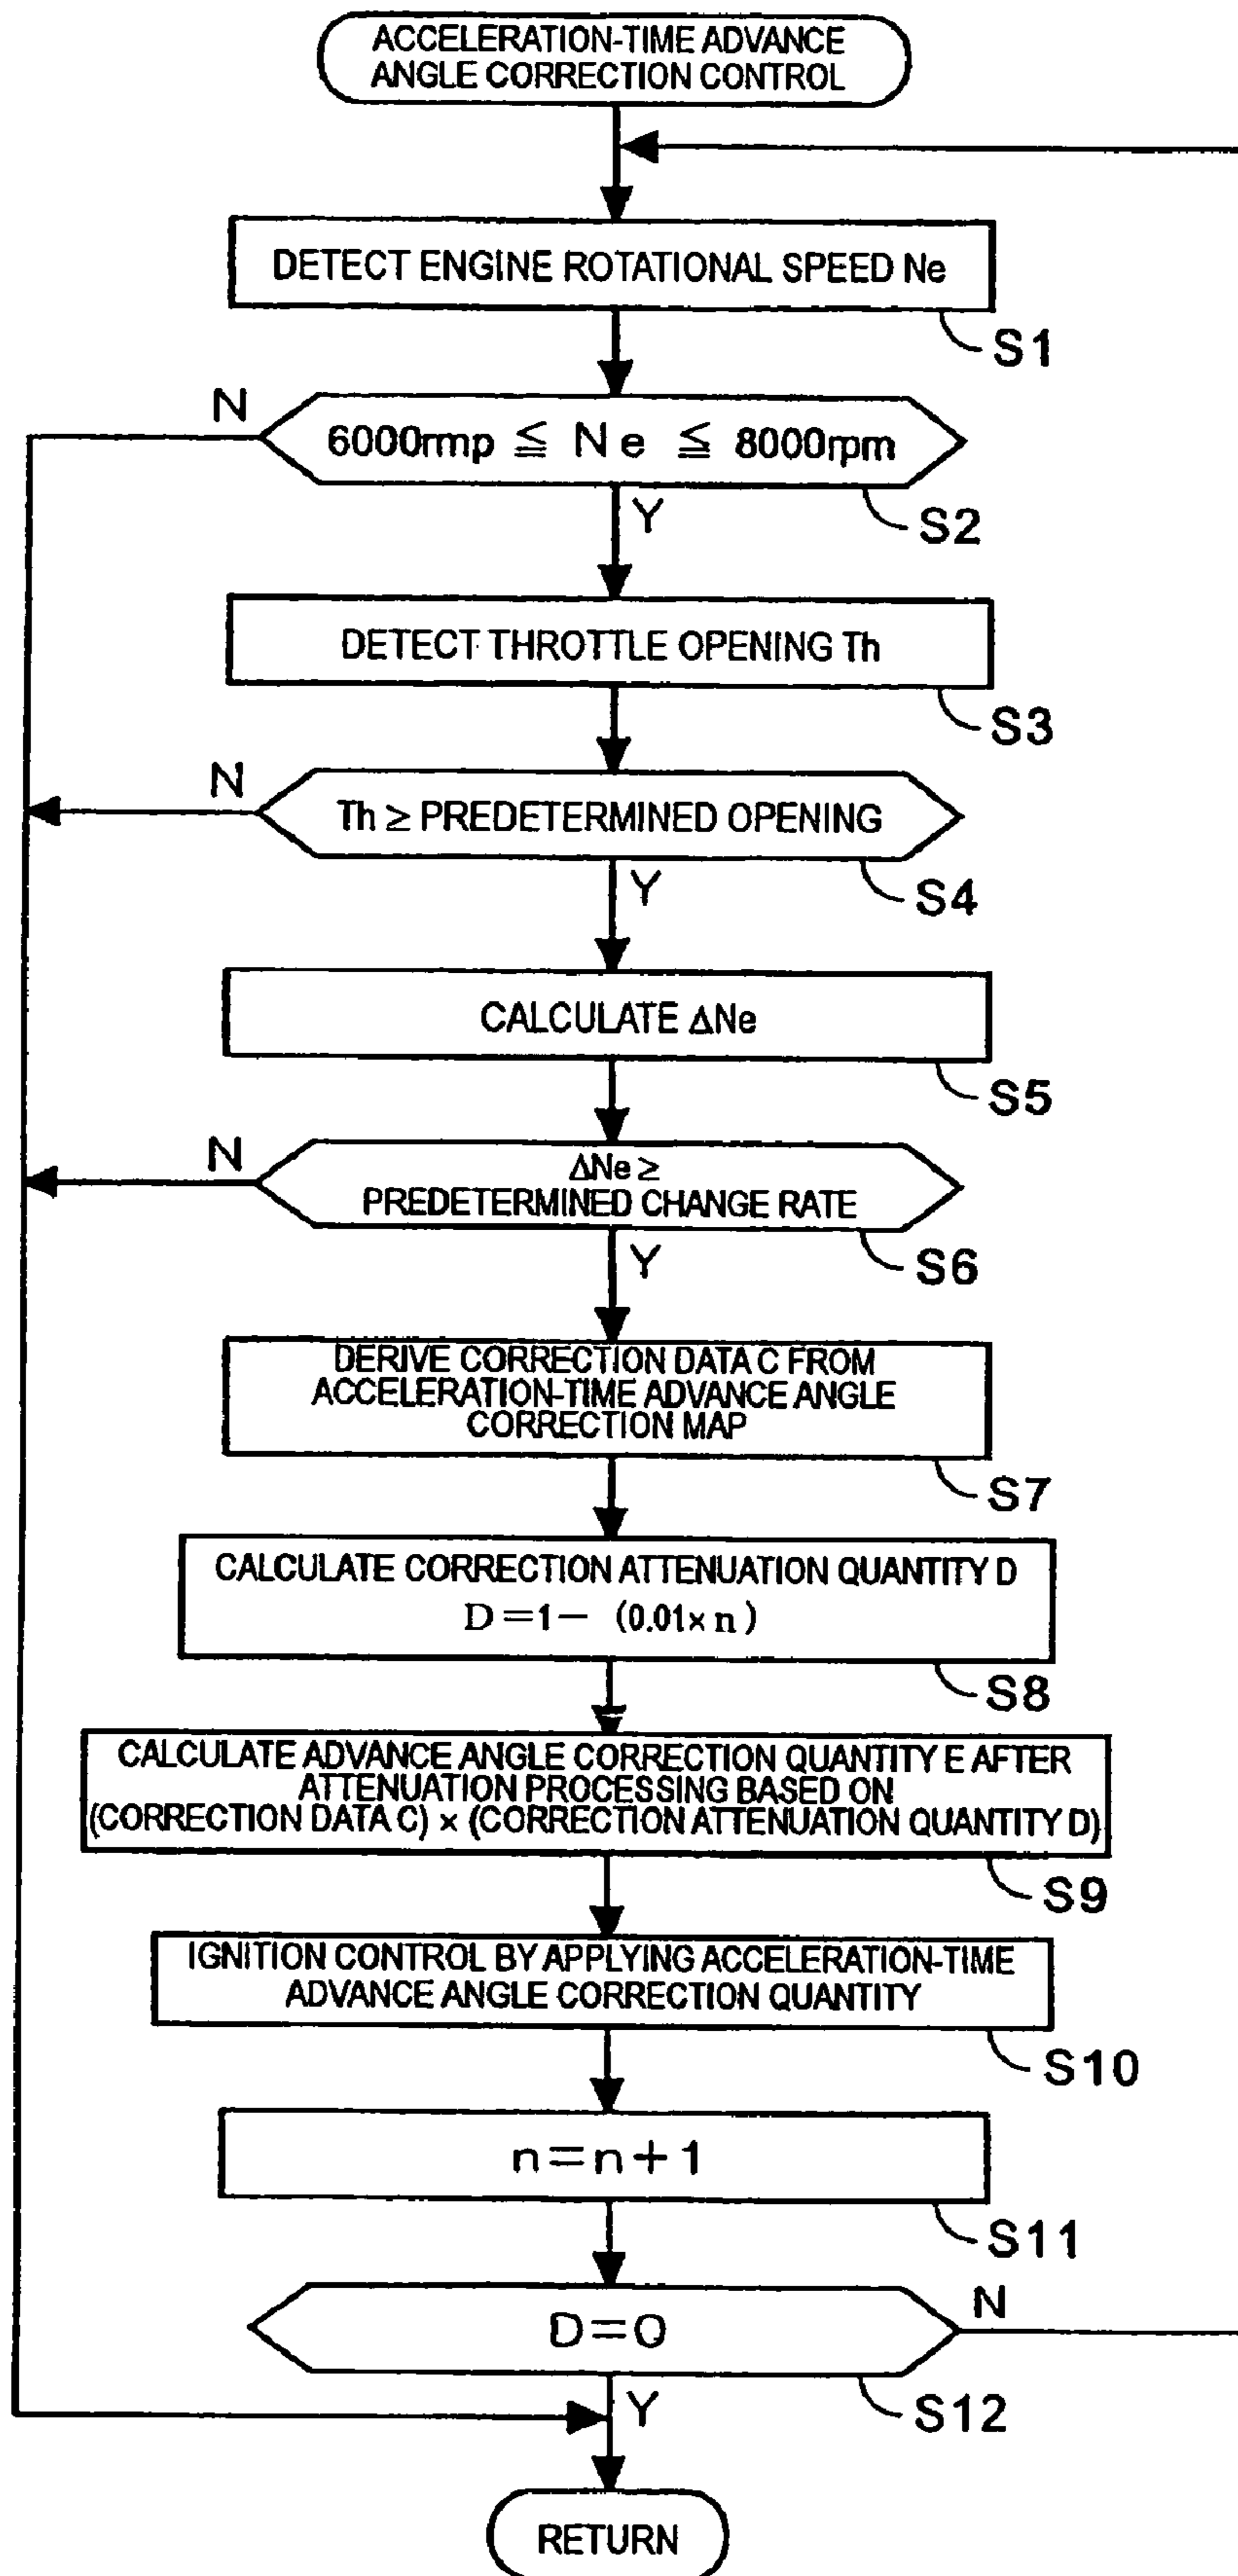 ACCELERATION-TIME ADVANCE
ANGLE CORRECTION CONTROL
DETECT ENGINE ROTATIONAL SPEED Ne
S1
N
6000rmp ≦ Ne ≦ 8000rpm
S2
Y
DETECT THROTTLE OPENING Th
S3
N
Th ≥ PREDETERMINED OPENING
S4
Y
CALCULATE ΔNe
S5
N
ΔNe ≥
PREDETERMINED CHANGE RATE
S6
Y
DERIVE CORRECTION DATA C FROM
ACCELERATION-TIME ADVANCE ANGLE
CORRECTION MAP
S7
CALCULATE CORRECTION ATTENUATION QUANTITY D
D=1− (0.01×n)
S8
CALCULATE ADVANCE ANGLE CORRECTION QUANTITY E AFTER
ATTENUATION PROCESSING BASED ON
(CORRECTION DATA C) × (CORRECTION ATTENUATION QUANTITY D)
S9
IGNITION CONTROL BY APPLYING ACCELERATION-TIME
ADVANCE ANGLE CORRECTION QUANTITY
S10
n=n+1
S11
D=0
N
S12
Y
RETURN